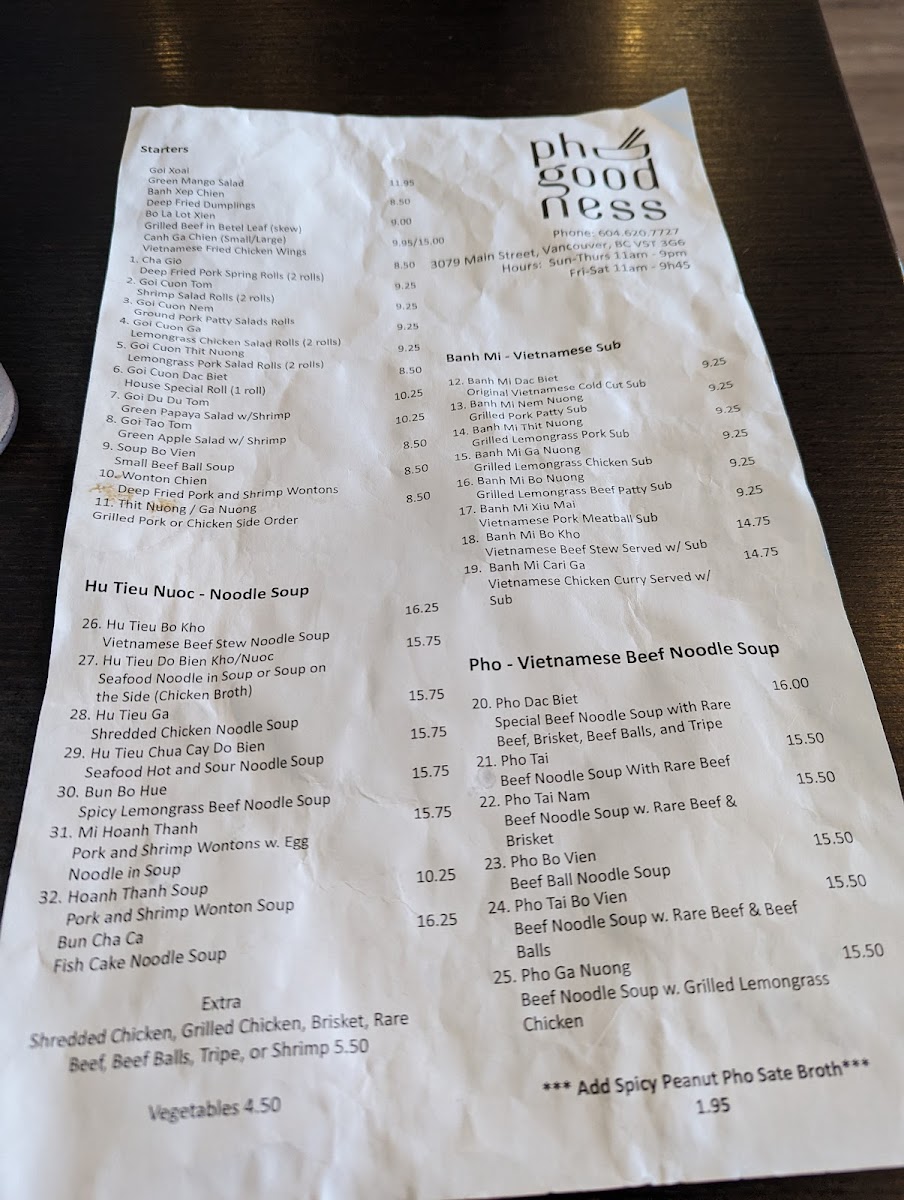 Starters
Goi Xoai
Green Mango Salad 11.95
Banh Xep Chien
Deep Fried Dumplings 8.50
Bo La Lot Xien
Grilled Beef in Betel Leaf (skew) 9.00
Canh Ga Chien (Small/Large)
Vietnamese Fried Chicken Wings 9.95/15.00
1. Cha Gio 8.50
Deep Fried Pork Spring Rolls (2 rolls)
2. Goi Cuon Tom 9.25
Shrimp Salad Rolls (2 rolls)
3. Goi Cuon Nem 9.25
Ground Pork Patty Salads Rolls
4. Goi Cuon Ga 9.25
Lemongrass Chicken Salad Rolls (2 rolls)
5. Goi Cuon Thit Nuong 9.25
Lemongrass Pork Salad Rolls (2 rolls)
6. Goi Cuon Dac Biet 8.50
House Special Roll (1 roll)
7. Goi Du Du Tom 10.25
Green Papaya Salad w/Shrimp
8. Goi Tao Tom 10.25
Green Apple Salad w/ Shrimp
9. Soup Bo Vien 8.50
Small Beef Ball Soup
10. Wonton Chien 8.50
Deep Fried Pork and Shrimp Wontons
11. Thit Nuong / Ga Nuong 8.50
Grilled Pork or Chicken Side Order
Hu Tieu Nuoc - Noodle Soup
26. Hu Tieu Bo Kho 16.25
Vietnamese Beef Stew Noodle Soup
27. Hu Tieu Do Bien Kho/Nuoc 15.75
Seafood Noodle in Soup or Soup on
the Side (Chicken Broth)
28. Hu Tieu Ga 15.75
Shredded Chicken Noodle Soup
29. Hu Tieu Chua Cay Do Bien 15.75
Seafood Hot and Sour Noodle Soup
30. Bun Bo Hue 15.75
Spicy Lemongrass Beef Noodle Soup
31. Mi Hoanh Thanh 15.75
Pork and Shrimp Wontons w. Egg
Noodle in Soup
32. Hoanh Thanh Soup 10.25
Pork and Shrimp Wonton Soup
Bun Cha Ca 16.25
Fish Cake Noodle Soup
Extra
Shredded Chicken, Grilled Chicken, Brisket, Rare
Beef, Beef Balls, Tripe, or Shrimp 5.50
Vegetables 4.50
pho
good
ness
Phone: 604.620.7727
3079 Main Street, Vancouver, BC V5T 3G6
Hours: Sun-Thurs 11am - 9pm
Fri-Sat 11am - 9h45
Banh Mi - Vietnamese Sub
12. Banh Mi Dac Biet 9.25
Original Vietnamese Cold Cut Sub
13. Banh Mi Nem Nuong 9.25
Grilled Pork Patty Sub
14. Banh Mi Thit Nuong 9.25
Grilled Lemongrass Pork Sub
15. Banh Mi Ga Nuong 9.25
Grilled Lemongrass Chicken Sub
16. Banh Mi Bo Nuong 9.25
Grilled Lemongrass Beef Patty Sub
17. Banh Mi Xiu Mai 9.25
Vietnamese Pork Meatball Sub
18. Banh Mi Bo Kho 14.75
Vietnamese Beef Stew Served w/ Sub
19. Banh Mi Cari Ga 14.75
Vietnamese Chicken Curry Served w/
Sub
Pho - Vietnamese Beef Noodle Soup
20. Pho Dac Biet 16.00
Special Beef Noodle Soup with Rare
Beef, Brisket, Beef Balls, and Tripe
21. Pho Tai 15.50
Beef Noodle Soup With Rare Beef
22. Pho Tai Nam 15.50
Beef Noodle Soup w. Rare Beef &
Brisket
23. Pho Bo Vien 15.50
Beef Ball Noodle Soup
24. Pho Tai Bo Vien 15.50
Beef Noodle Soup w. Rare Beef & Beef
Balls
25. Pho Ga Nuong 15.50
Beef Noodle Soup w. Grilled Lemongrass
Chicken
*** Add Spicy Peanut Pho Sate Broth***
1.95